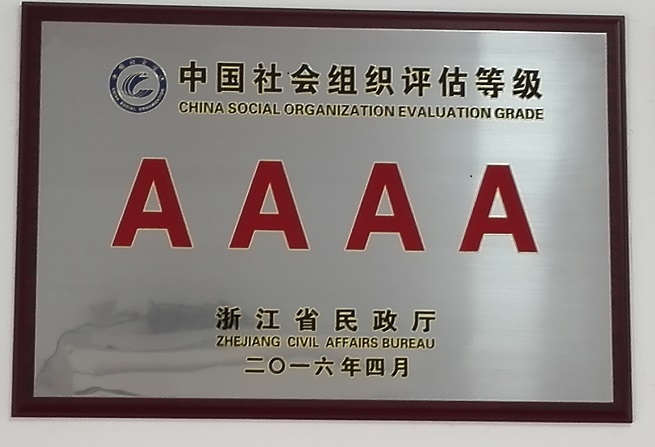 中国社会组织评估等级
CHINA SOCIAL ORGANIZATION EVALUATION GRADE
AAAA
浙江省民政厅
ZHEJIANG CIVIL AFFAIRS BUREAU
二〇一六年四月